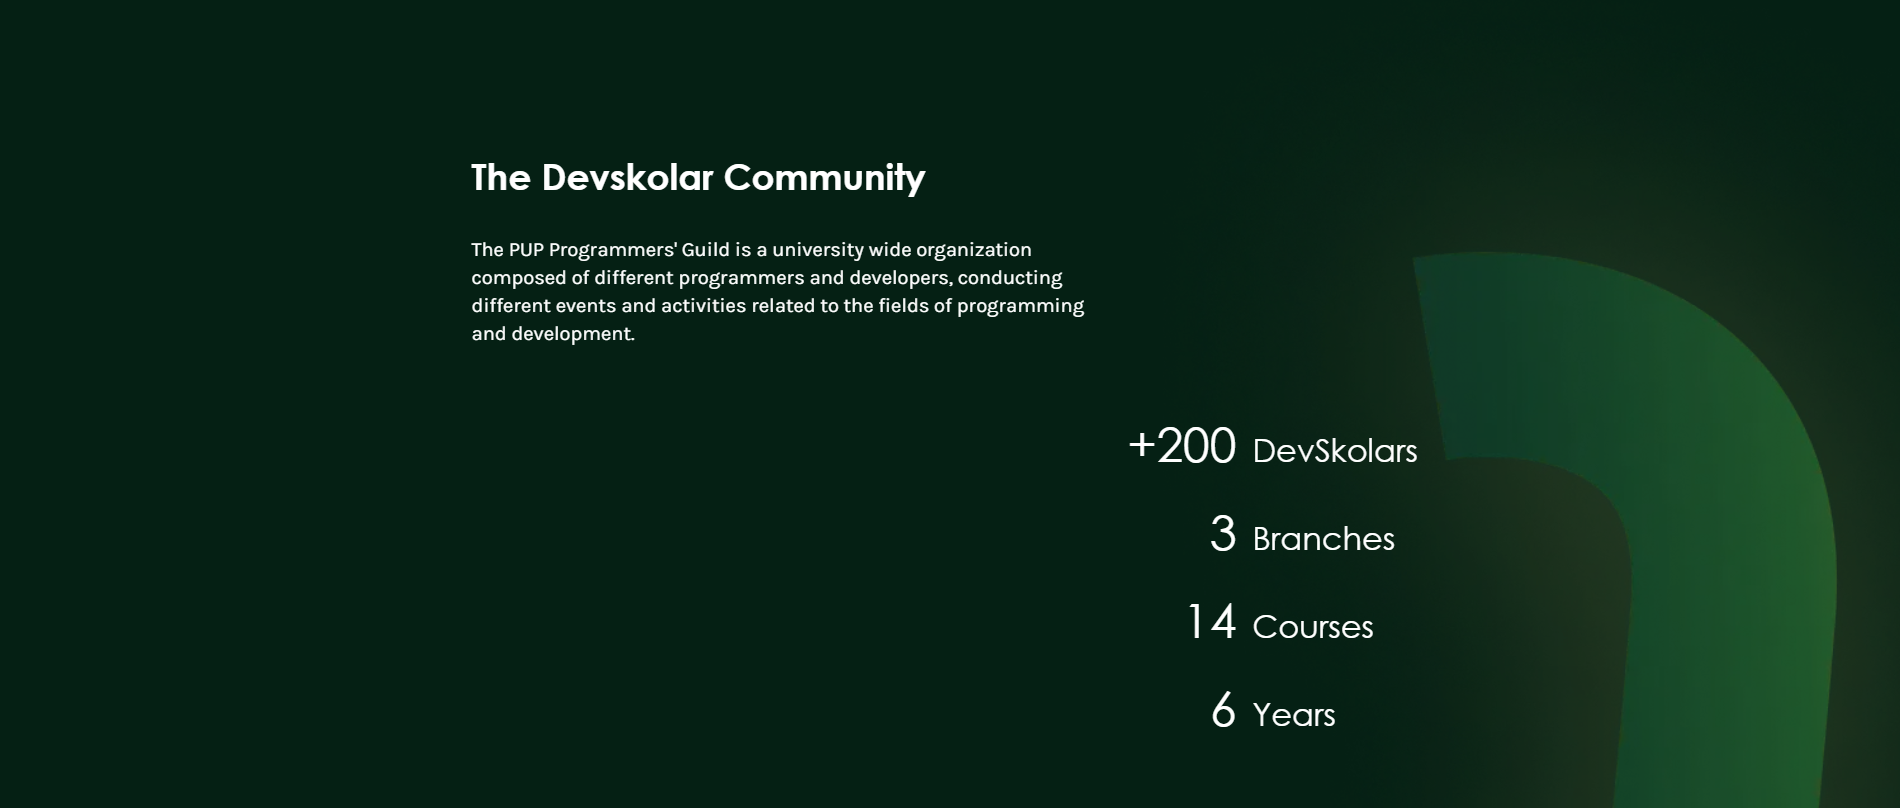 The Devskolar Community
The PUP Programmers' Guild is a university wide organization
composed of different programmers and developers, conducting
different events and activities related to the fields of programming
and development.
+200 DevSkolars
3 Branches
14 Courses
6 Years